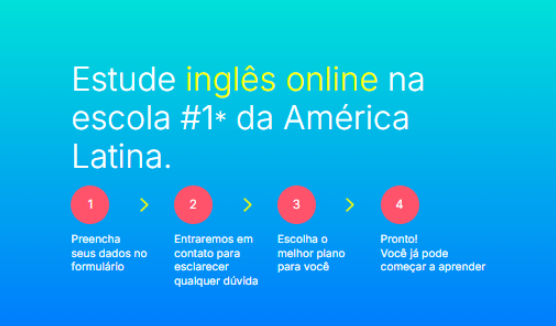 Estude inglês online na
escola #1* da América
Latina.
1
2
3
4
Preencha
seus dados no
formulário
Entraremos em
contato para
esclarecer
qualquer dúvida
Escolha o
melhor plano
para você
Pronto!
Você já pode
começar a aprender